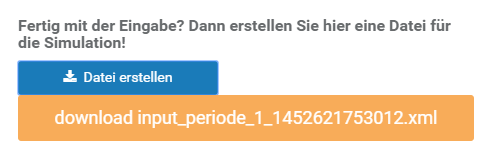 Fertig mit der Eingabe? Dann erstellen Sie hier eine Datei für
die Simulation!
Datei erstellen
download input_periode_1_1452621753012.xml